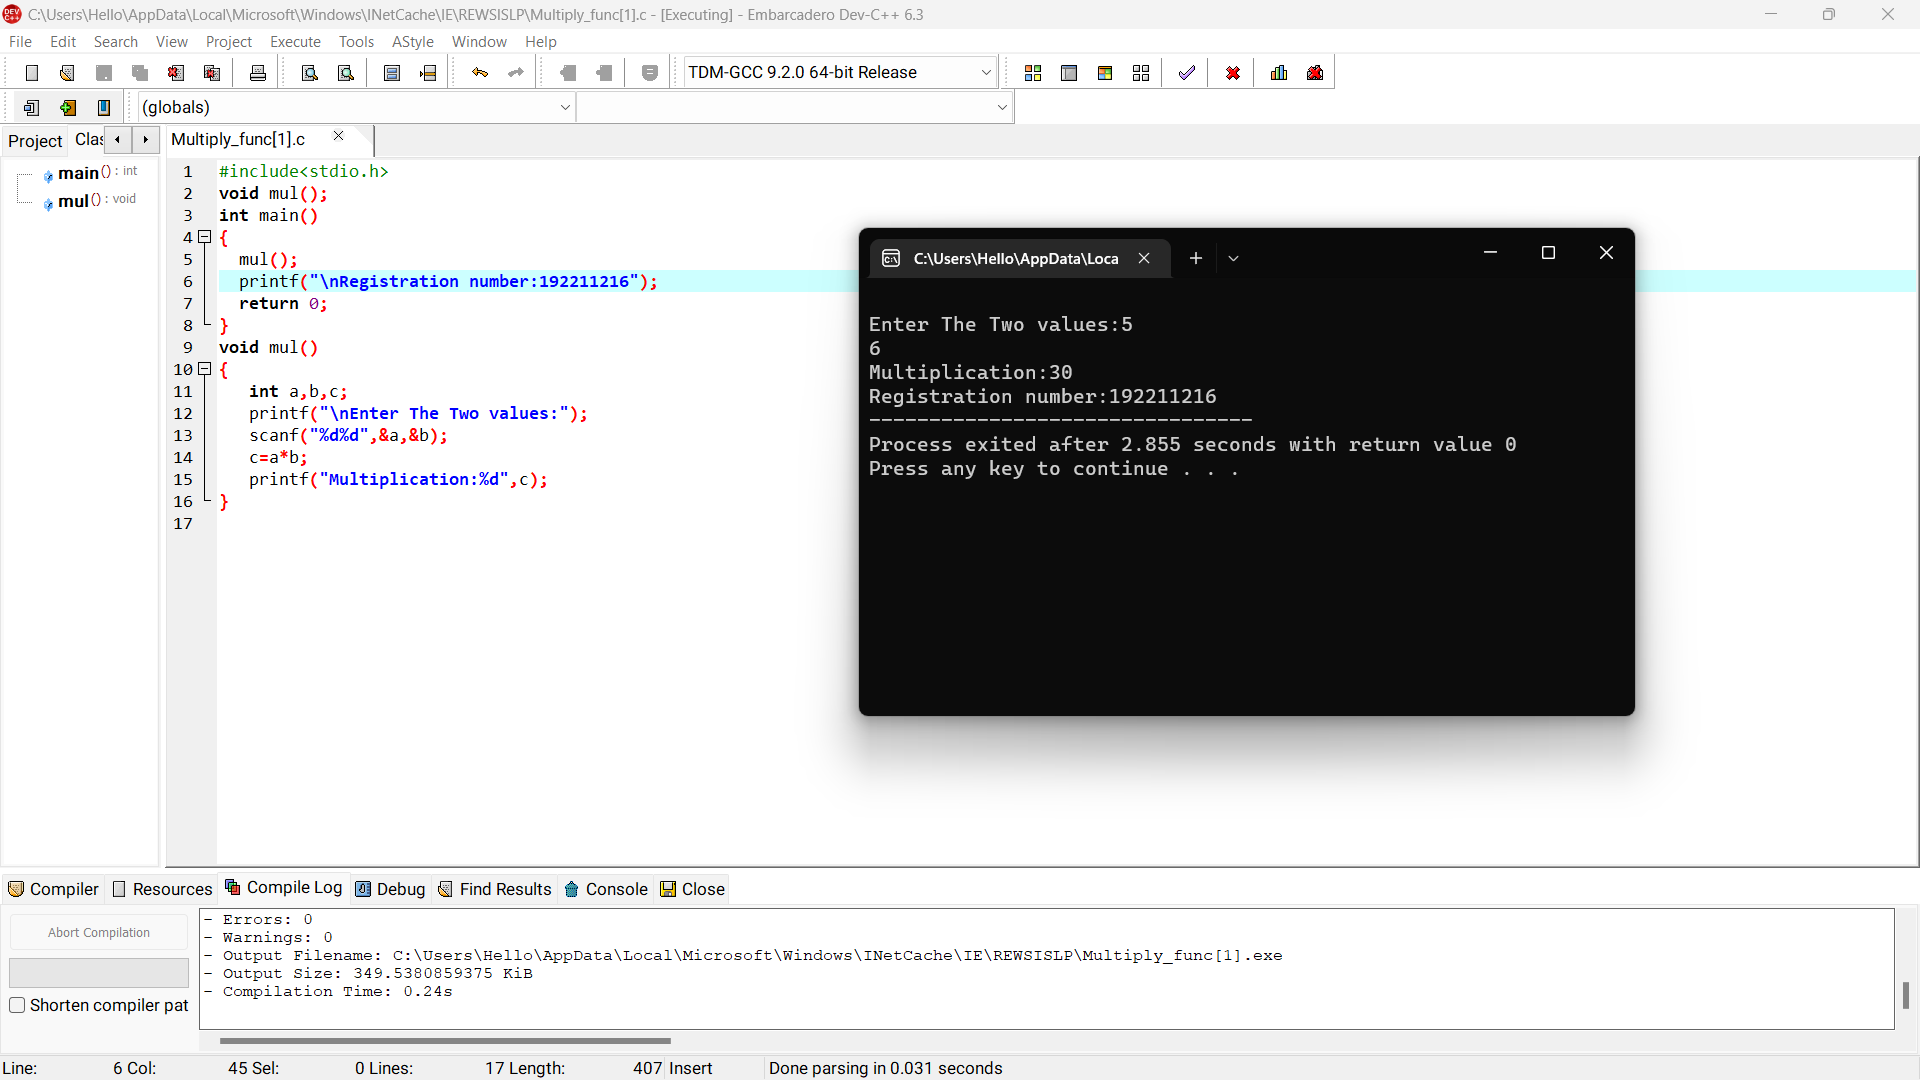 C:\Users\Hello\AppData\Local\Microsoft\Windows\INetCache\IE\REWSISLP\Multiply_func[1].c - [Executing] - Embarcadero Dev-C++ 6.3
File Edit Search View Project Execute Tools AStyle Window Help
TDM-GCC 9.2.0 64-bit Release
(globals)
Project Clas Multiply_func[1].c
main() : int
mul() : void
1 #include<stdio.h>
2 void mul();
3 int main()
4 {
5 mul();
6 printf("\nRegistration number:192211216");
7 return 0;
8 }
9 void mul()
10 {
11 int a,b,c;
12 printf("\nEnter The Two values:");
13 scanf("%d%d",&a,&b);
14 c=a*b;
15 printf("Multiplication:%d",c);
16 }
17
C:\Users\Hello\AppData\Loca
Enter The Two values:5
6
Multiplication:30
Registration number:192211216
--------------------------------
Process exited after 2.855 seconds with return value 0
Press any key to continue . . .
Compiler Resources Compile Log Debug Find Results Console Close
Abort Compilation
Shorten compiler pat
- Errors: 0
- Warnings: 0
- Output Filename: C:\Users\Hello\AppData\Local\Microsoft\Windows\INetCache\IE\REWSISLP\Multiply_func[1].exe
- Output Size: 349.5380859375 KiB
- Compilation Time: 0.24s
Line: 6 Col: 45 Sel: 0 Lines: 17 Length: 407 Insert Done parsing in 0.031 seconds